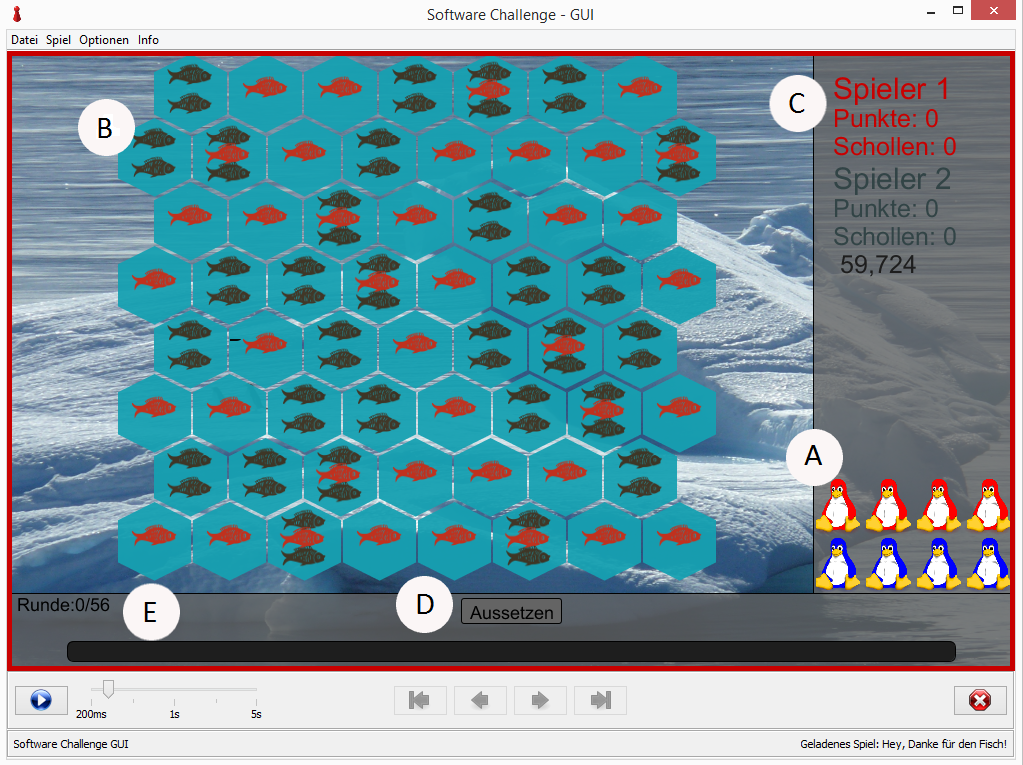 Software Challenge - GUI
Datei Spiel Optionen Info
B
C
Spieler 1
Punkte: 0
Schollen: 0
Spieler 2
Punkte: 0
Schollen: 0
59,724
A
Runde:0/56
E
D
Aussetzen
200ms 1s 5s
Software Challenge GUI
Geladenes Spiel: Hey, Danke für den Fisch!